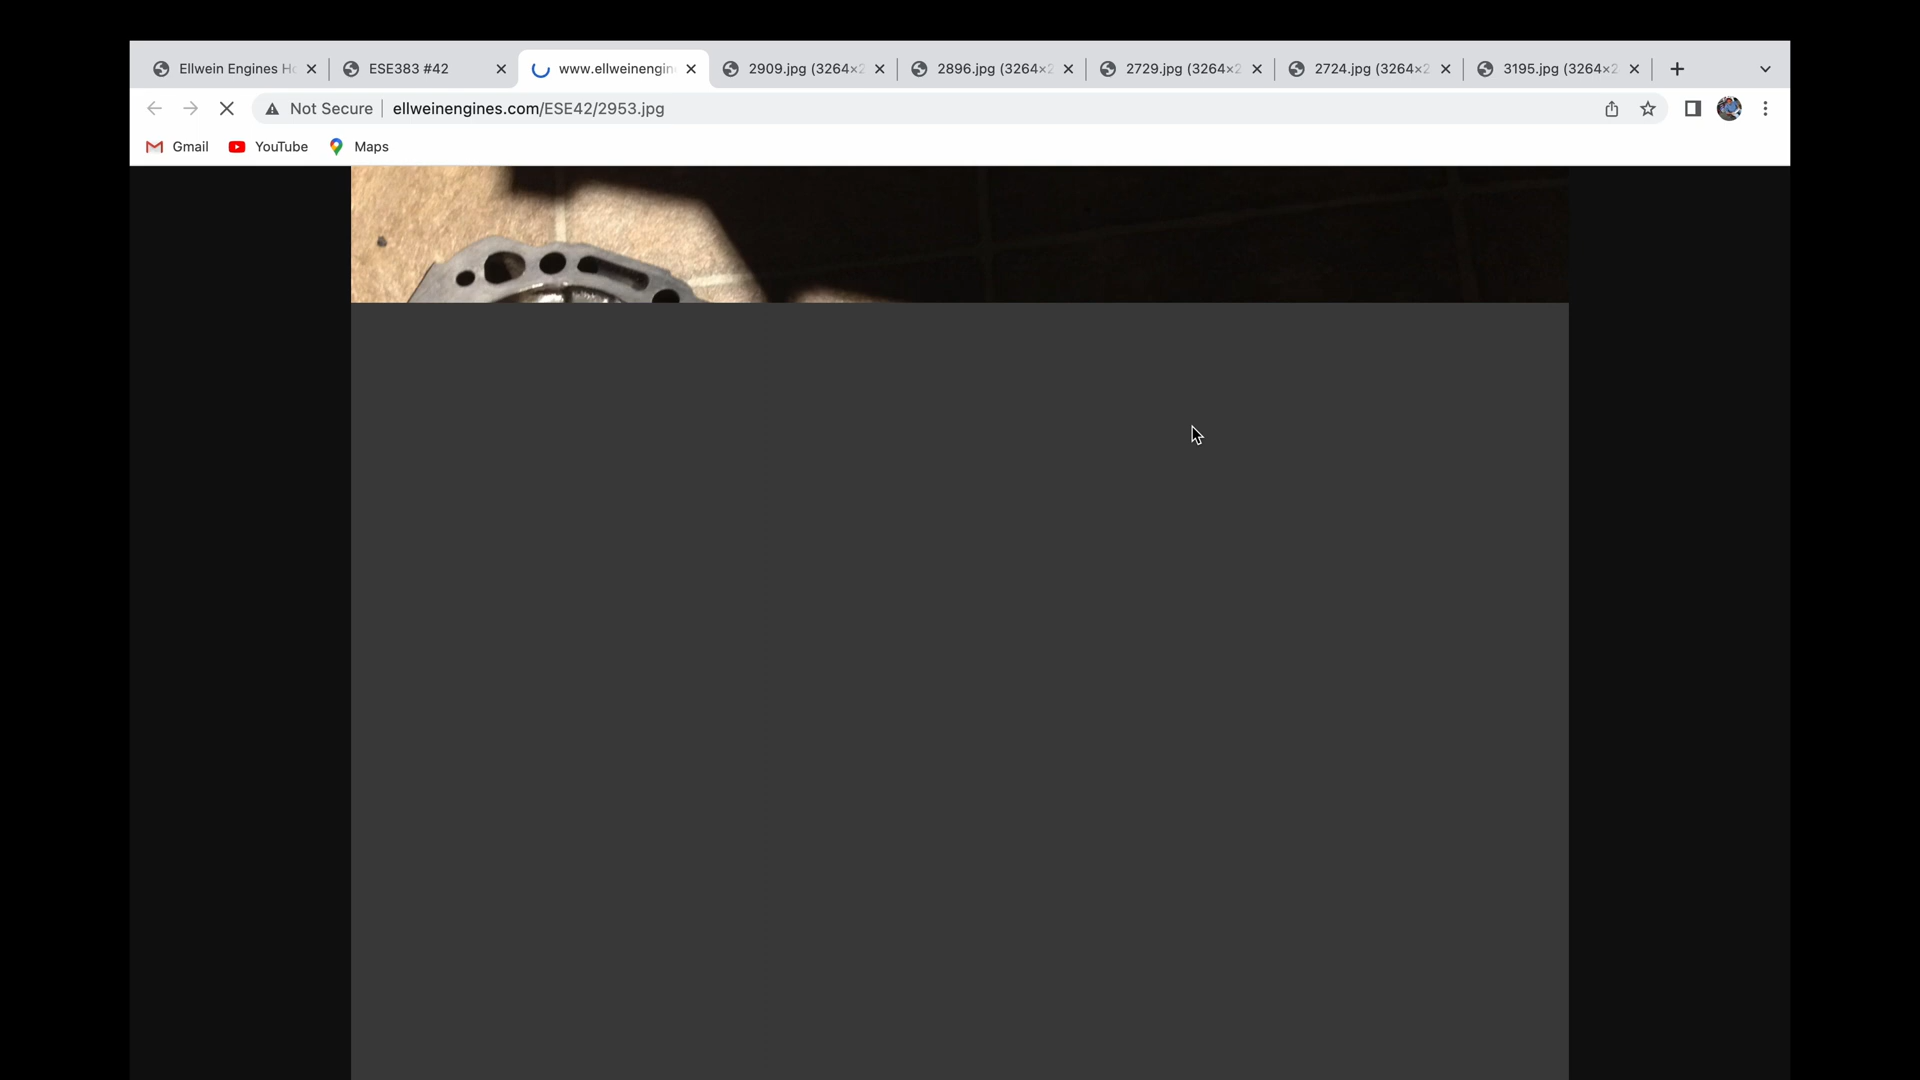 Ellwein Engines Ho
ESE383 #42
www.ellweinengin
2909.jpg (3264×2
2896.jpg (3264×2
2729.jpg (3264×2
2724.jpg (3264×2
3195.jpg (3264×2
Not Secure ellweinengines.com/ESE42/2953.jpg
Gmail YouTube Maps